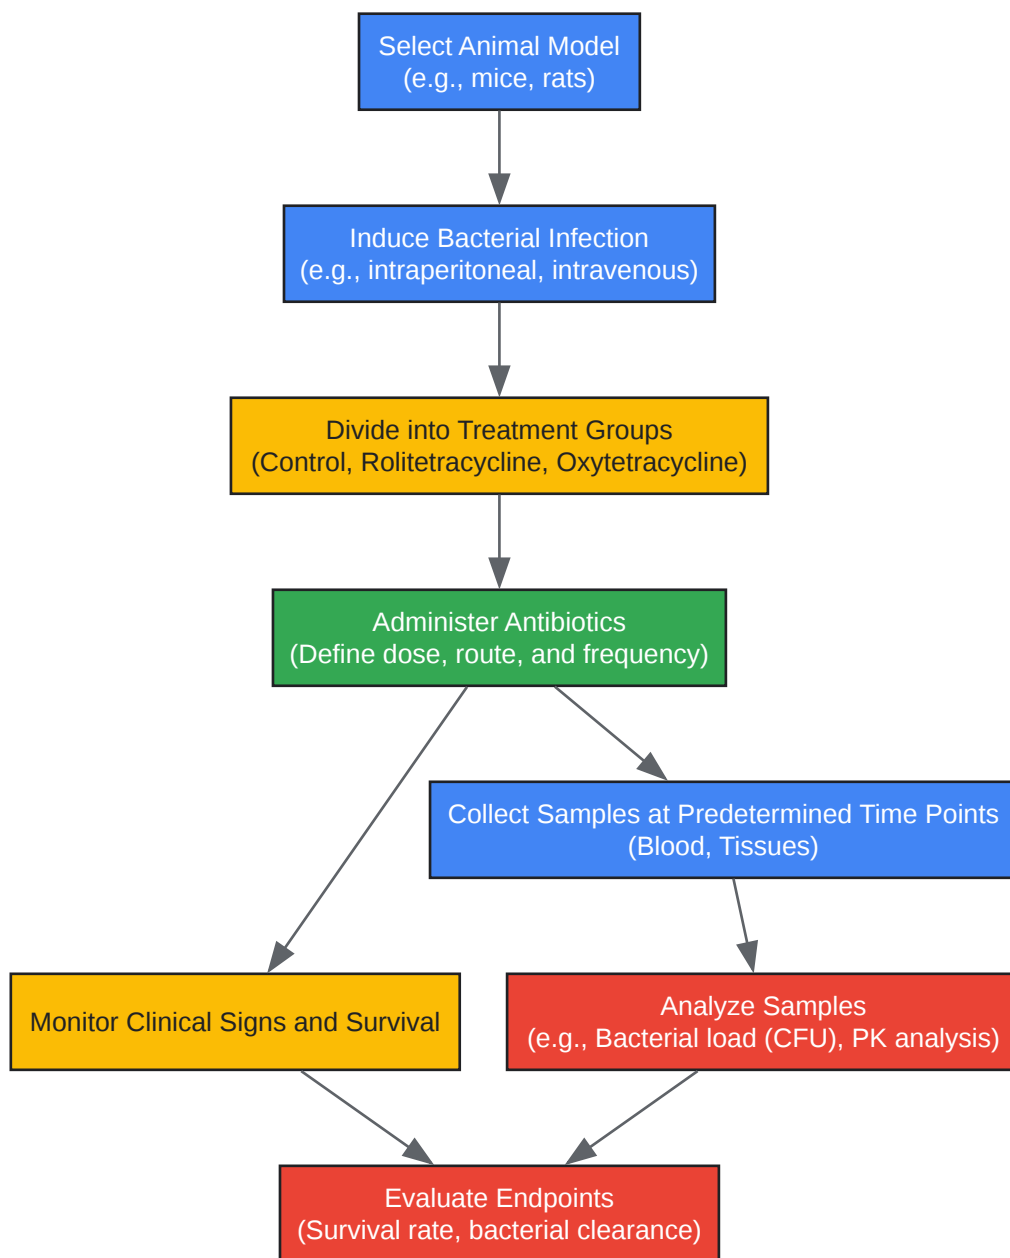 Select Animal Model
(e.g., mice, rats)
Induce Bacterial Infection
(e.g., intraperitoneal, intravenous)
Divide into Treatment Groups
(Control, Rolitetracycline, Oxytetracycline)
Administer Antibiotics
(Define dose, route, and frequency)
Collect Samples at Predetermined Time Points
(Blood, Tissues)
Monitor Clinical Signs and Survival
Analyze Samples
(e.g., Bacterial load (CFU), PK analysis)
Evaluate Endpoints
(Survival rate, bacterial clearance)